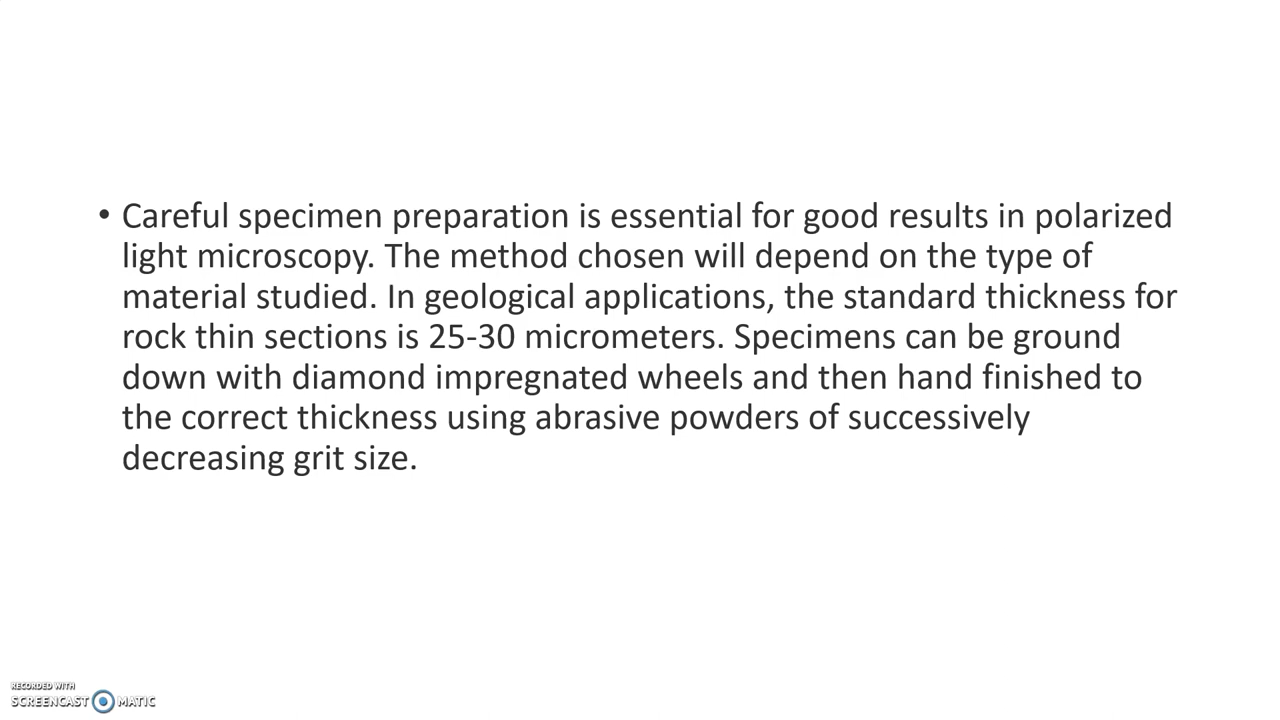 • Careful specimen preparation is essential for good results in polarized
light microscopy. The method chosen will depend on the type of
material studied. In geological applications, the standard thickness for
rock thin sections is 25-30 micrometers. Specimens can be ground
down with diamond impregnated wheels and then hand finished to
the correct thickness using abrasive powders of successively
decreasing grit size.
RECORDED WITH
SCREENCAST MATIC